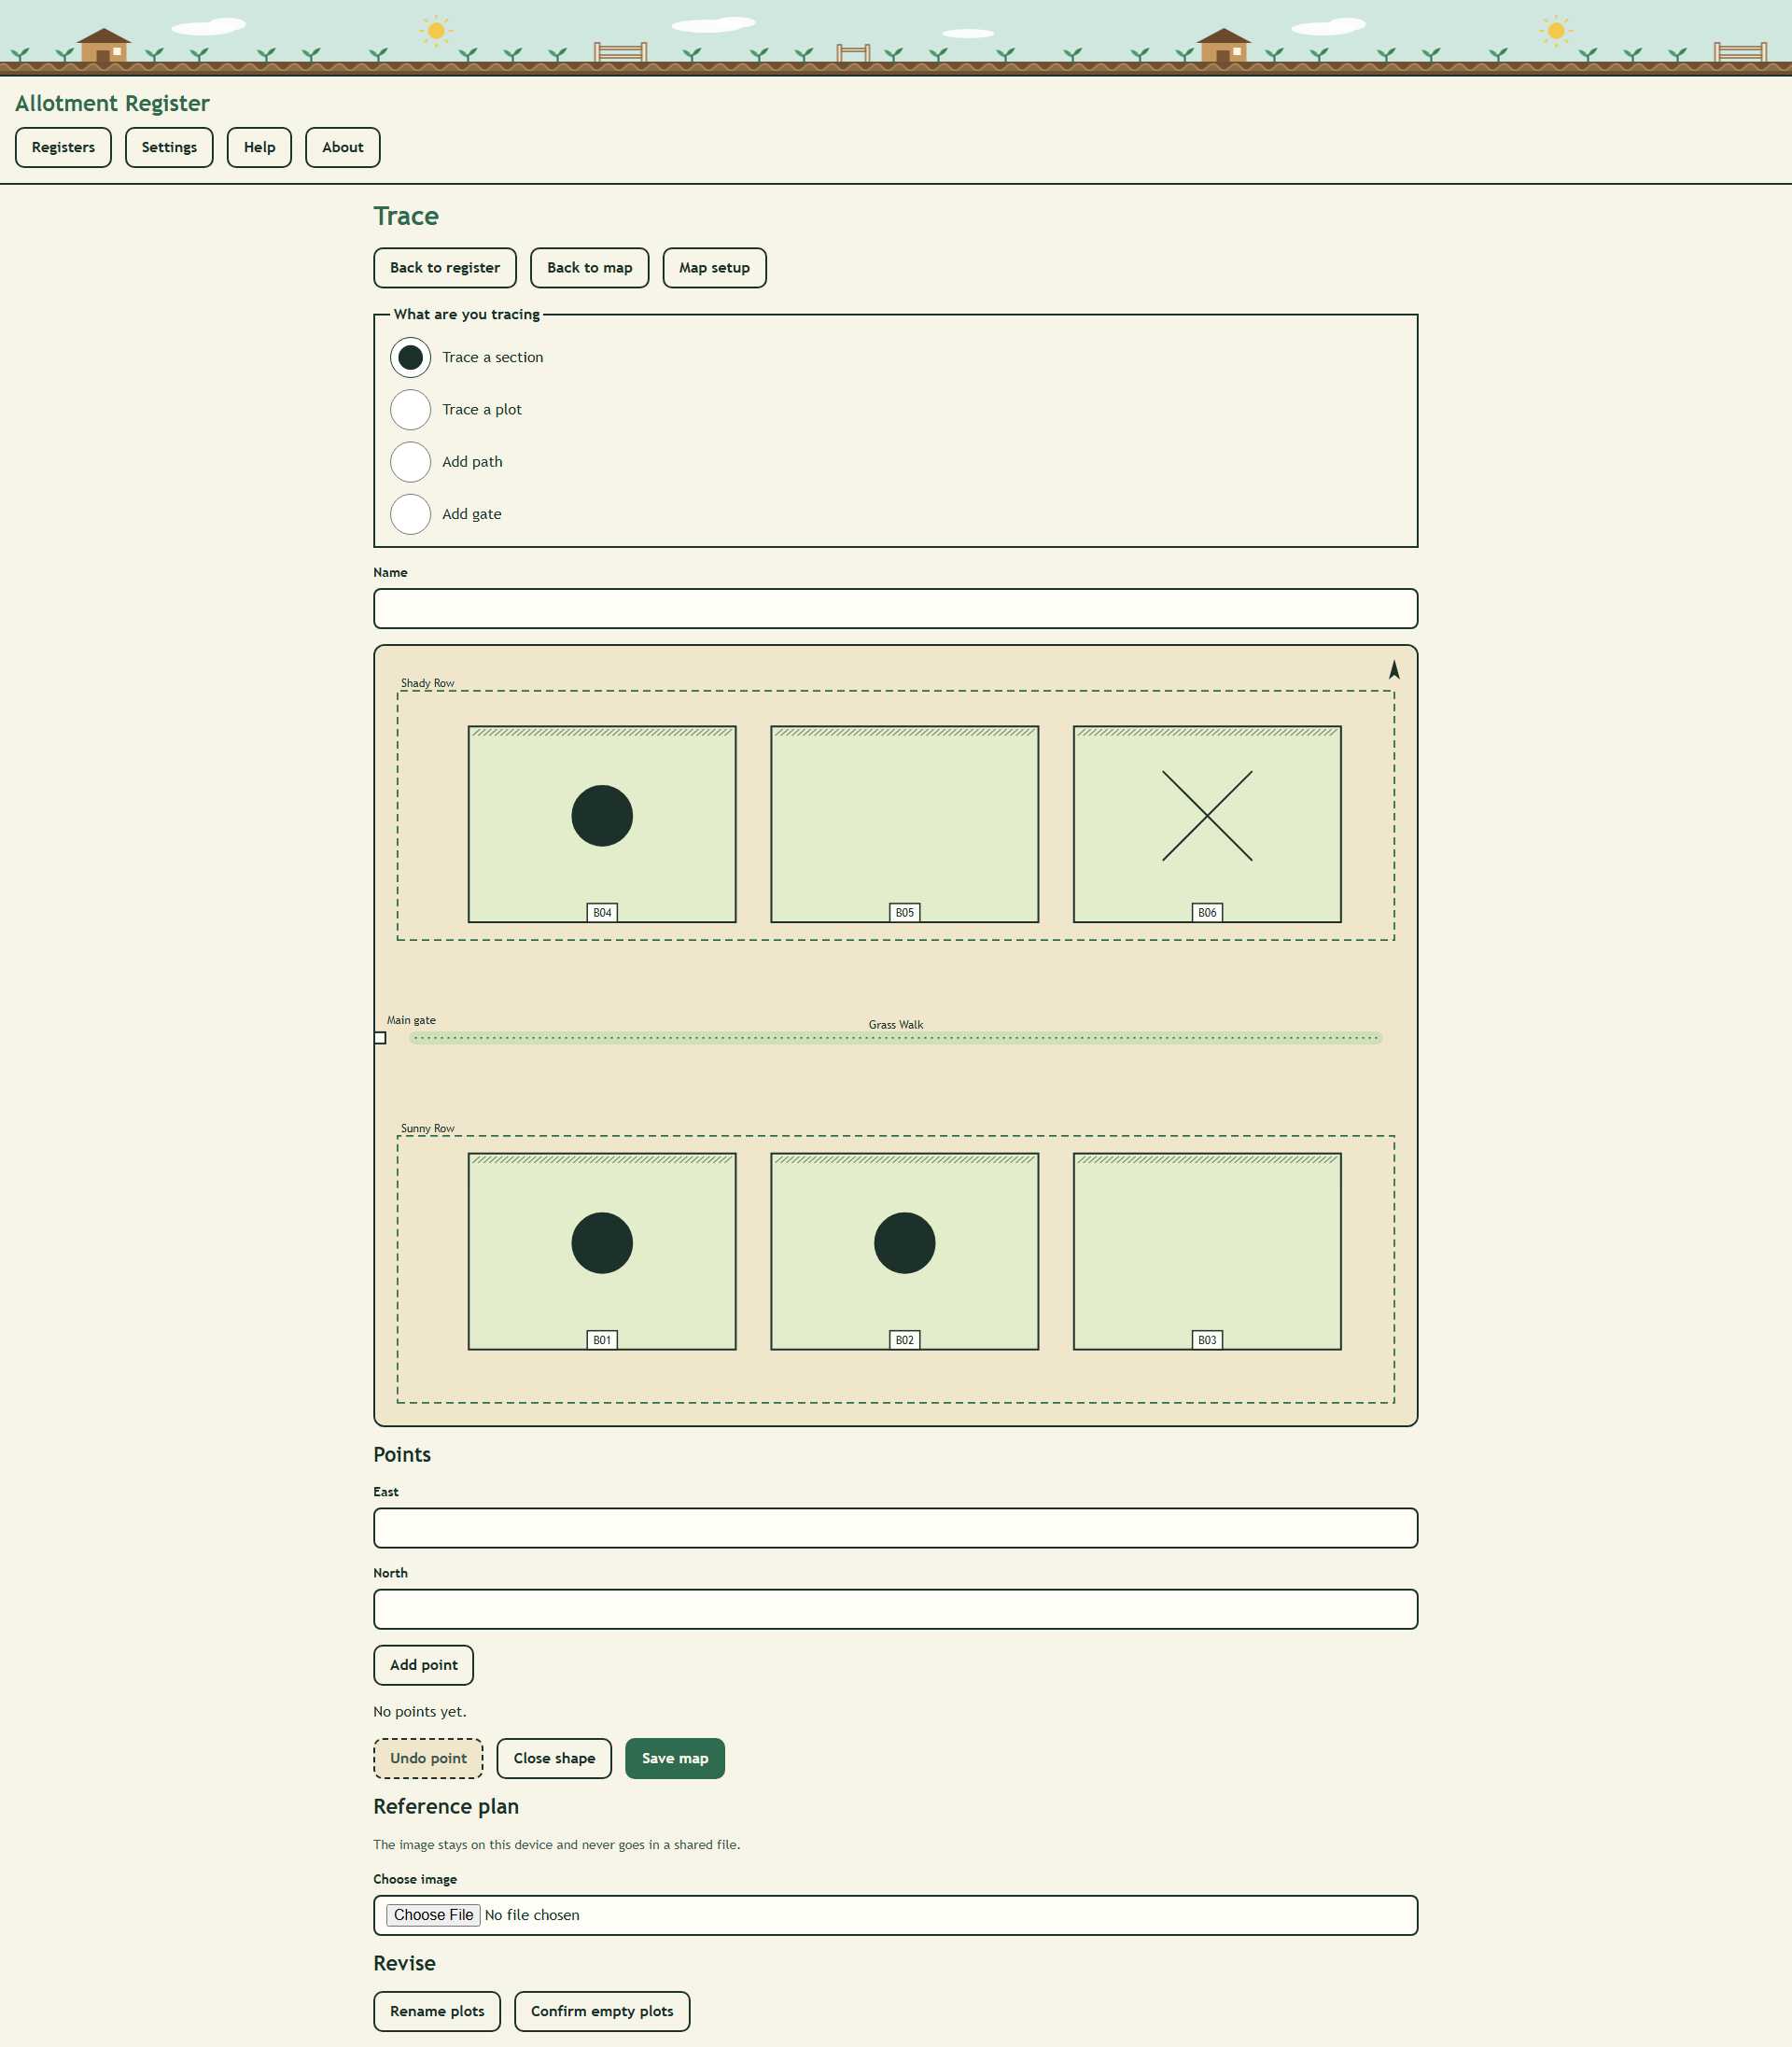 Allotment Register
Registers Settings Help About
Trace
Back to register Back to map Map setup
What are you tracing
Trace a section
Trace a plot
Add path
Add gate
Name
Shady Row
B04 B05 B06
Main gate
Grass Walk
Sunny Row
B01 B02 B03
Points
East
North
Add point
No points yet.
Undo point Close shape Save map
Reference plan
The image stays on this device and never goes in a shared file.
Choose image
Choose File No file chosen
Revise
Rename plots Confirm empty plots